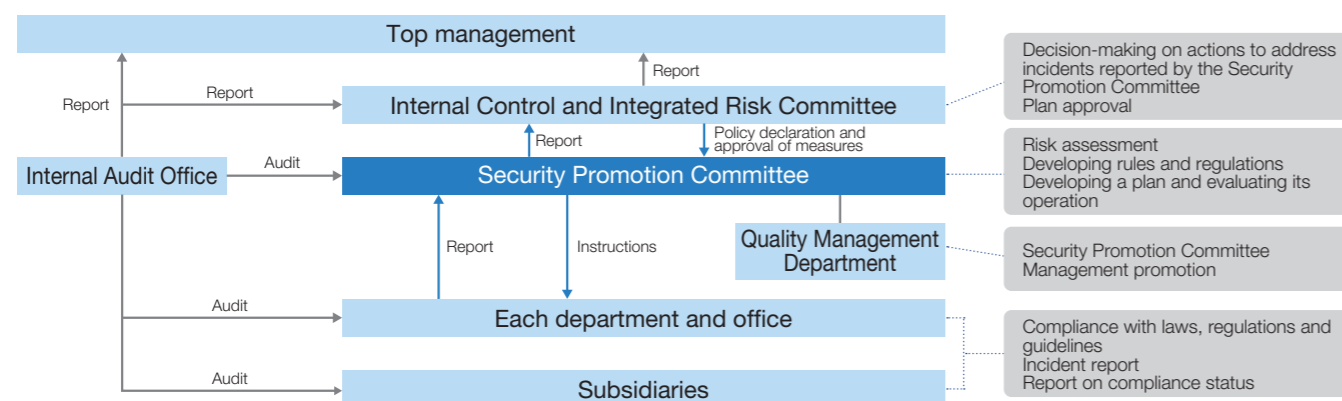 Top management
Decision-making on actions to address
incidents reported by the Security
Promotion Committee
Plan approval
Report
Report
Report
Internal Control and Integrated Risk Committee
Report
Policy declaration and
approval of measures
Internal Audit Office
Audit
Security Promotion Committee
Risk assessment
Developing rules and regulations
Developing a plan and evaluating its
operation
Report
Instructions
Quality Management
Department
Security Promotion Committee
Management promotion
Audit
Each department and office
Compliance with laws, regulations and
guidelines
Incident report
Report on compliance status
Audit
Subsidiaries